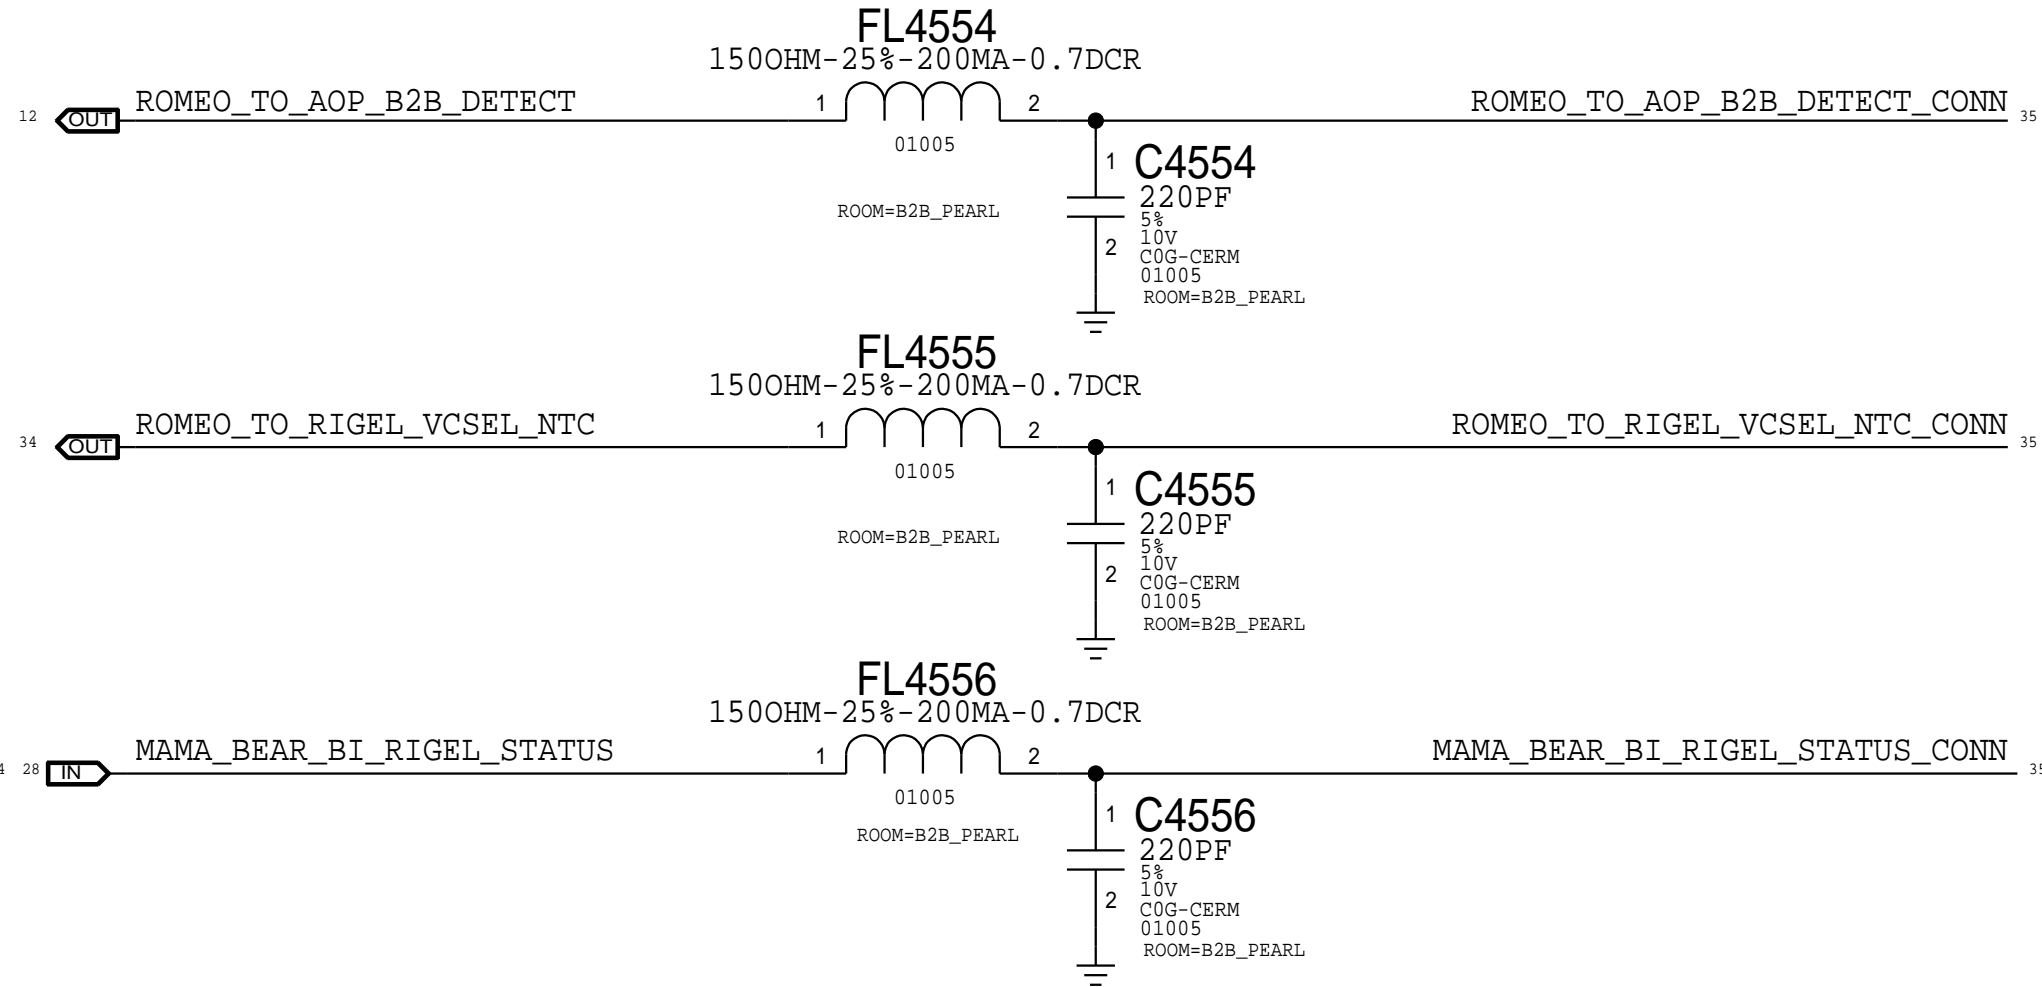 FL4554
150OHM-25%-200MA-0.7DCR
12 OUT ROMEO_TO_AOP_B2B_DETECT 1 2 ROMEO_TO_AOP_B2B_DETECT_CONN 35
01005
ROOM=B2B_PEARL
1 C4554
220PF
5%
10V
2
C0G-CERM
01005
ROOM=B2B_PEARL
FL4555
150OHM-25%-200MA-0.7DCR
34 OUT ROMEO_TO_RIGEL_VCSEL_NTC 1 2 ROMEO_TO_RIGEL_VCSEL_NTC_CONN 35
01005
ROOM=B2B_PEARL
1 C4555
220PF
5%
10V
2
C0G-CERM
01005
ROOM=B2B_PEARL
FL4556
150OHM-25%-200MA-0.7DCR
4 28 IN MAMA_BEAR_BI_RIGEL_STATUS 1 2 MAMA_BEAR_BI_RIGEL_STATUS_CONN 35
01005
ROOM=B2B_PEARL
1 C4556
220PF
5%
10V
2
C0G-CERM
01005
ROOM=B2B_PEARL